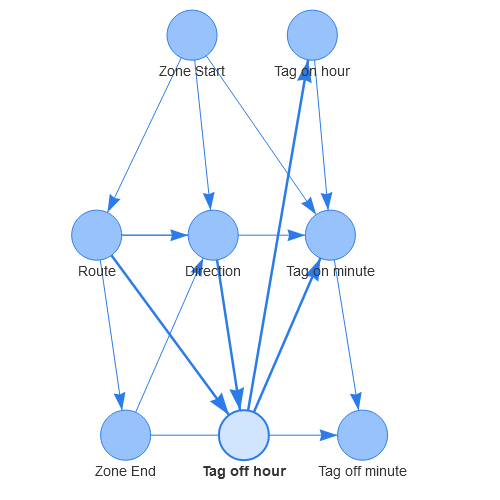 Zone Start
Tag on hour
Route
Direction
Tag on minute
Zone End
Tag off hour
Tag off minute